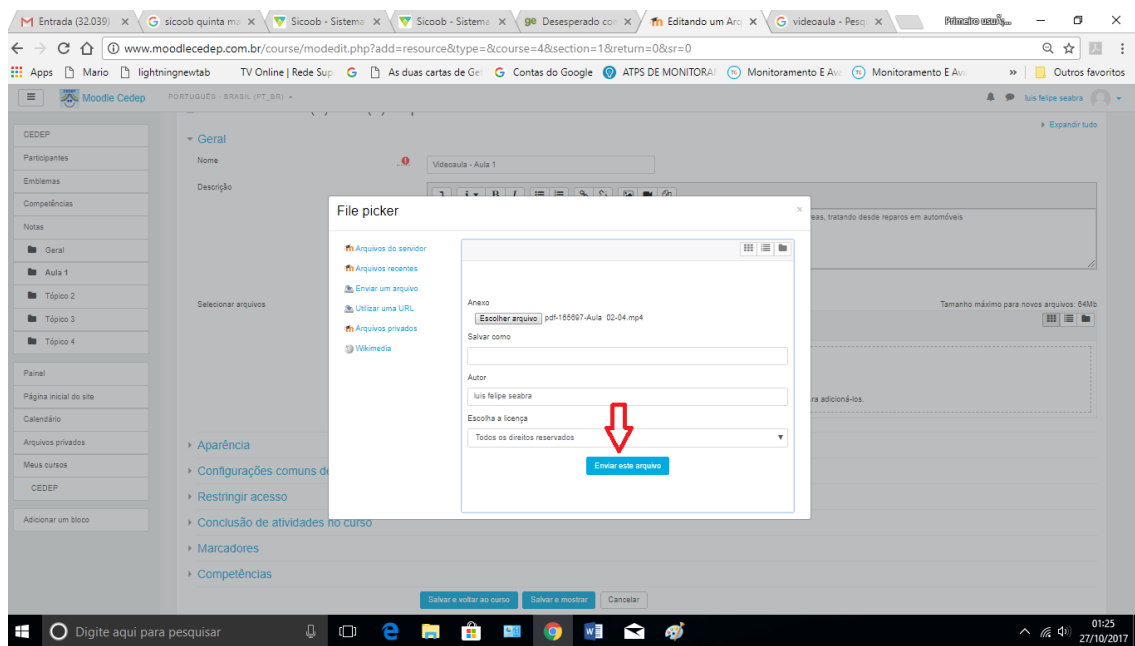 Entrada (32.039)
sicoob quinta ma
Sicoob - Sistema
Sicoob - Sistema
Desesperado con
Editando um Arq
videoaula - Pesq
www.moodlecedep.com.br/course/modedit.php?add=resource&type=&course=4&section=1&return=0&sr=0
Apps Mario lightningnewtab TV Online | Rede Sup As duas cartas de Ge Contas do Google ATPS DE MONITORA Monitoramento E Ava Monitoramento E Ava » Outros favoritos
Moodle Cedep PORTUGUÊS - BRASIL (PT_BR) luis felipe seabra
Expandir tudo
CEDEP
Participantes
Emblemas
Competências
Notas
Geral
Aula 1
Tópico 2
Tópico 3
Tópico 4
Painel
Página inicial do site
Calendário
Arquivos privados
Meus cursos
CEDEP
Adicionar um bloco
Geral
Nome
Videoaula - Aula 1
Descrição
eas, tratando desde reparos em automóveis
Selecionar arquivos
Tamanho máximo para novos arquivos: 64Mb
ra adicioná-los.
File picker ×
Arquivos do servidor
Arquivos recentes
Enviar um arquivo
Utilizar uma URL
Arquivos privados
Wikimedia
Anexo
Escolher arquivo pdf-165697-Aula 02-04.mp4
Salvar como
Autor
luis felipe seabra
Escolha a licença
Todos os direitos reservados
Enviar este arquivo
Aparência
Configurações comuns de
Restringir acesso
Conclusão de atividades no curso
Marcadores
Competências
Salvar e voltar ao curso Salvar e mostrar Cancelar
Digite aqui para pesquisar
01:25
27/10/2017